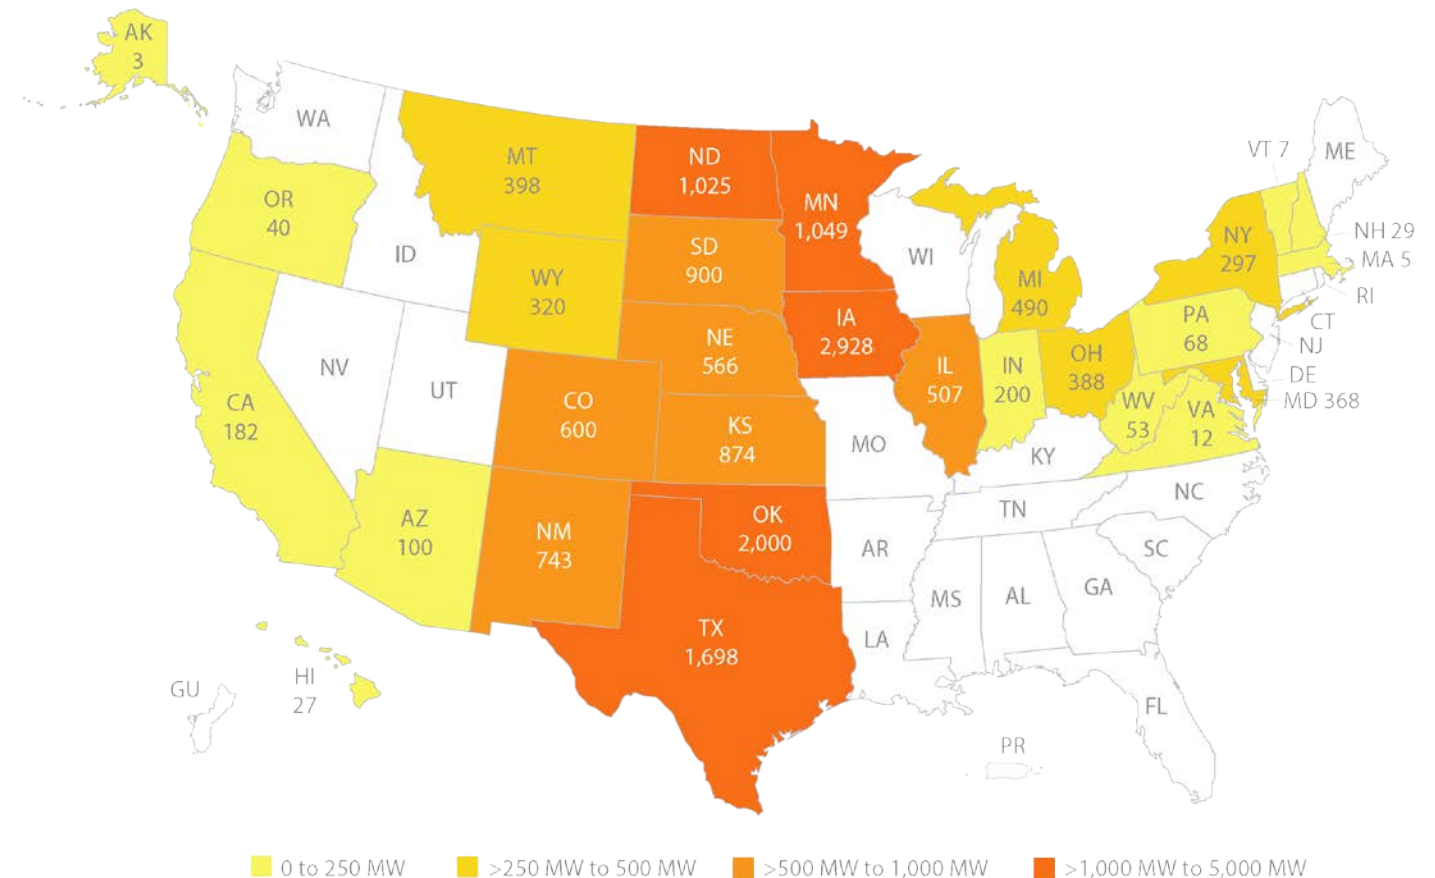 AK
3
WA
MT
398
ND
1,025
MN
1,049
VT 7
ME
OR
40
ID
WY
320
SD
900
WI
MI
490
NY
297
NH 29
MA 5
RI
CT
NJ
DE
MD 368
NV
UT
CO
600
NE
566
IA
2,928
IL
507
IN
200
OH
388
PA
68
WV
53
VA
12
CA
182
AZ
100
NM
743
KS
874
MO
KY
OK
2,000
AR
TN
NC
SC
MS
AL
GA
TX
1,698
LA
FL
GU
HI
27
PR
0 to 250 MW
>250 MW to 500 MW
>500 MW to 1,000 MW
>1,000 MW to 5,000 MW